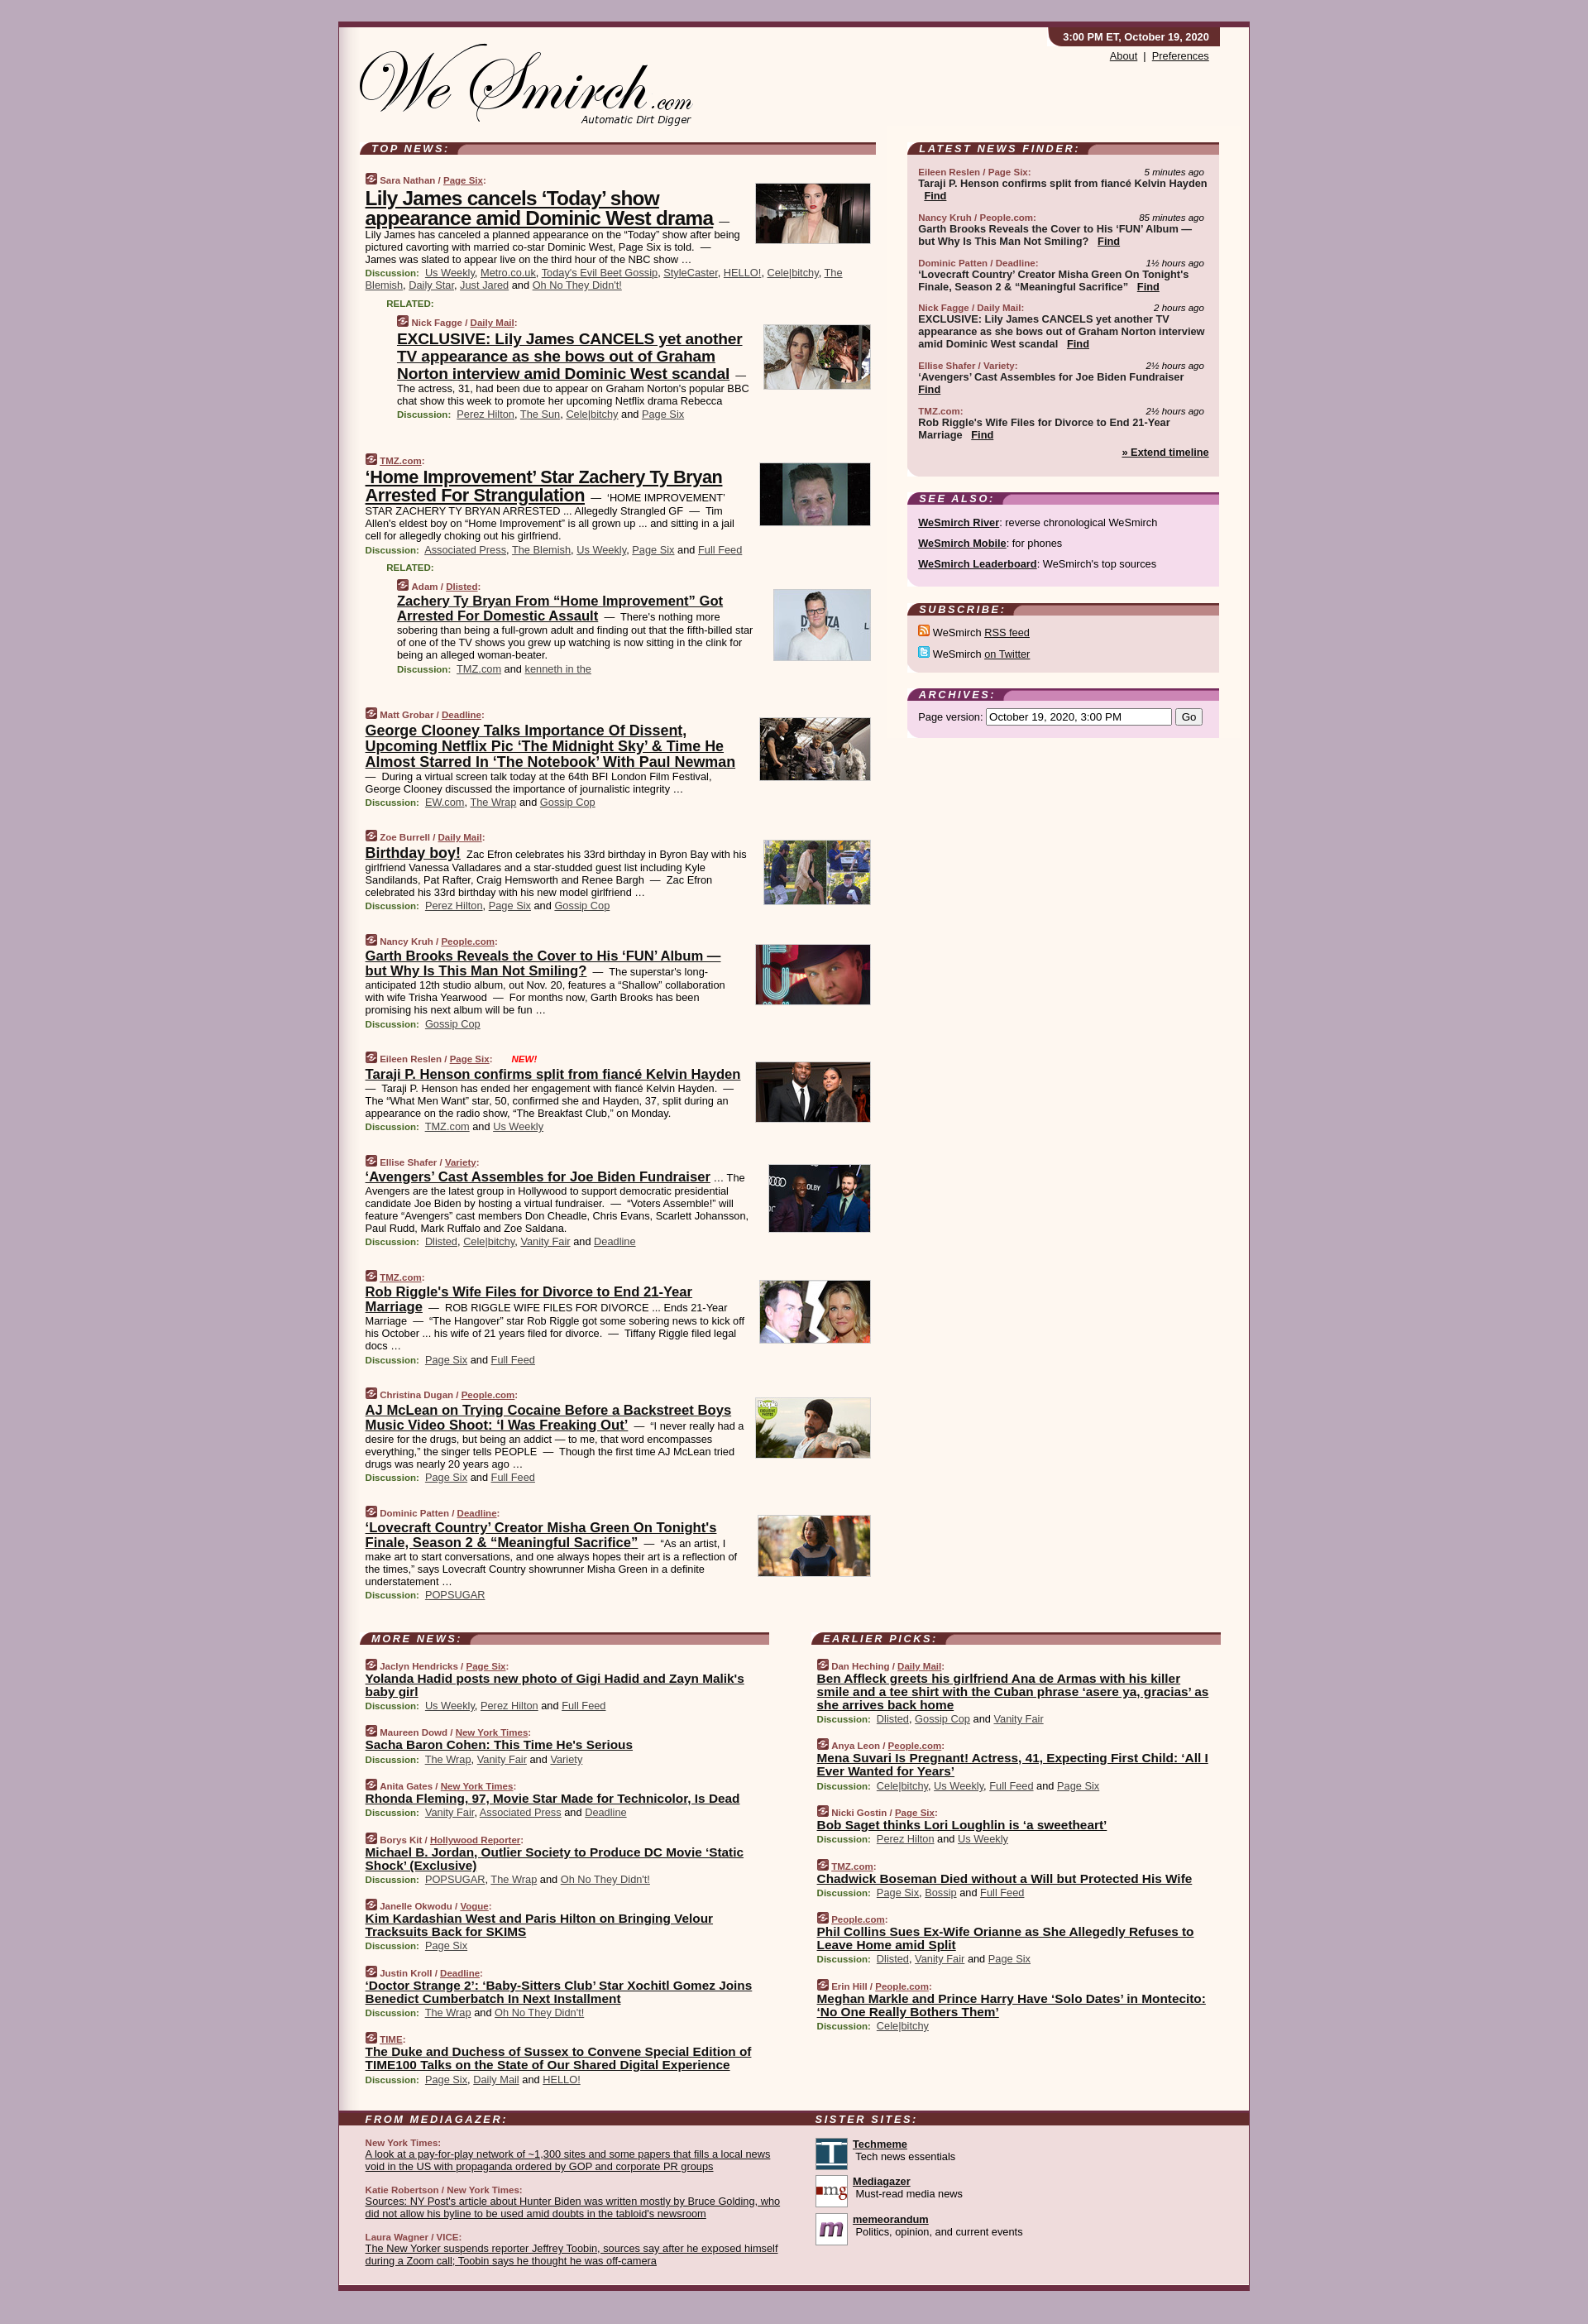 3:00 PM ET, October 19, 2020
About | Preferences
We Smirch.com
Automatic Dirt Digger
TOP NEWS:
Sara Nathan / Page Six:
Lily James cancels ‘Today’ show
appearance amid Dominic West drama —
Lily James has canceled a planned appearance on the “Today” show after being
pictured cavorting with married co-star Dominic West, Page Six is told. —
James was slated to appear live on the third hour of the NBC show …
Discussion: Us Weekly, Metro.co.uk, Today's Evil Beet Gossip, StyleCaster, HELLO!, Cele|bitchy, The
Blemish, Daily Star, Just Jared and Oh No They Didn't!
RELATED:
Nick Fagge / Daily Mail:
EXCLUSIVE: Lily James CANCELS yet another
TV appearance as she bows out of Graham
Norton interview amid Dominic West scandal —
The actress, 31, had been due to appear on Graham Norton's popular BBC
chat show this week to promote her upcoming Netflix drama Rebecca
Discussion: Perez Hilton, The Sun, Cele|bitchy and Page Six
TMZ.com:
‘Home Improvement’ Star Zachery Ty Bryan
Arrested For Strangulation — ‘HOME IMPROVEMENT’
STAR ZACHERY TY BRYAN ARRESTED ... Allegedly Strangled GF — Tim
Allen's eldest boy on “Home Improvement” is all grown up ... and sitting in a jail
cell for allegedly choking out his girlfriend.
Discussion: Associated Press, The Blemish, Us Weekly, Page Six and Full Feed
RELATED:
Adam / Dlisted:
Zachery Ty Bryan From “Home Improvement” Got
Arrested For Domestic Assault — There's nothing more
sobering than being a full-grown adult and finding out that the fifth-billed star
of one of the TV shows you grew up watching is now sitting in the clink for
being an alleged woman-beater.
Discussion: TMZ.com and kenneth in the
Matt Grobar / Deadline:
George Clooney Talks Importance Of Dissent,
Upcoming Netflix Pic ‘The Midnight Sky’ & Time He
Almost Starred In ‘The Notebook’ With Paul Newman
— During a virtual screen talk today at the 64th BFI London Film Festival,
George Clooney discussed the importance of journalistic integrity …
Discussion: EW.com, The Wrap and Gossip Cop
Zoe Burrell / Daily Mail:
Birthday boy! Zac Efron celebrates his 33rd birthday in Byron Bay with his
girlfriend Vanessa Valladares and a star-studded guest list including Kyle
Sandilands, Pat Rafter, Craig Hemsworth and Renee Bargh — Zac Efron
celebrated his 33rd birthday with his new model girlfriend …
Discussion: Perez Hilton, Page Six and Gossip Cop
Nancy Kruh / People.com:
Garth Brooks Reveals the Cover to His ‘FUN’ Album —
but Why Is This Man Not Smiling? — The superstar's long-
anticipated 12th studio album, out Nov. 20, features a “Shallow” collaboration
with wife Trisha Yearwood — For months now, Garth Brooks has been
promising his next album will be fun …
Discussion: Gossip Cop
Eileen Reslen / Page Six: NEW!
Taraji P. Henson confirms split from fiancé Kelvin Hayden
— Taraji P. Henson has ended her engagement with fiancé Kelvin Hayden. —
The “What Men Want” star, 50, confirmed she and Hayden, 37, split during an
appearance on the radio show, “The Breakfast Club,” on Monday.
Discussion: TMZ.com and Us Weekly
Ellise Shafer / Variety:
‘Avengers’ Cast Assembles for Joe Biden Fundraiser … The
Avengers are the latest group in Hollywood to support democratic presidential
candidate Joe Biden by hosting a virtual fundraiser. — “Voters Assemble!” will
feature “Avengers” cast members Don Cheadle, Chris Evans, Scarlett Johansson,
Paul Rudd, Mark Ruffalo and Zoe Saldana.
Discussion: Dlisted, Cele|bitchy, Vanity Fair and Deadline
TMZ.com:
Rob Riggle's Wife Files for Divorce to End 21-Year
Marriage — ROB RIGGLE WIFE FILES FOR DIVORCE ... Ends 21-Year
Marriage — “The Hangover” star Rob Riggle got some sobering news to kick off
his October ... his wife of 21 years filed for divorce. — Tiffany Riggle filed legal
docs …
Discussion: Page Six and Full Feed
Christina Dugan / People.com:
AJ McLean on Trying Cocaine Before a Backstreet Boys
Music Video Shoot: ‘I Was Freaking Out’ — “I never really had a
desire for the drugs, but being an addict — to me, that word encompasses
everything,” the singer tells PEOPLE — Though the first time AJ McLean tried
drugs was nearly 20 years ago …
Discussion: Page Six and Full Feed
Dominic Patten / Deadline:
‘Lovecraft Country’ Creator Misha Green On Tonight's
Finale, Season 2 & “Meaningful Sacrifice” — “As an artist, I
make art to start conversations, and one always hopes their art is a reflection of
the times,” says Lovecraft Country showrunner Misha Green in a definite
understatement …
Discussion: POPSUGAR
LATEST NEWS FINDER:
Eileen Reslen / Page Six: 5 minutes ago
Taraji P. Henson confirms split from fiancé Kelvin Hayden
Find
Nancy Kruh / People.com: 85 minutes ago
Garth Brooks Reveals the Cover to His ‘FUN’ Album —
but Why Is This Man Not Smiling? Find
Dominic Patten / Deadline: 1½ hours ago
‘Lovecraft Country’ Creator Misha Green On Tonight's
Finale, Season 2 & “Meaningful Sacrifice” Find
Nick Fagge / Daily Mail: 2 hours ago
EXCLUSIVE: Lily James CANCELS yet another TV
appearance as she bows out of Graham Norton interview
amid Dominic West scandal Find
Ellise Shafer / Variety: 2½ hours ago
‘Avengers’ Cast Assembles for Joe Biden Fundraiser
Find
TMZ.com: 2½ hours ago
Rob Riggle's Wife Files for Divorce to End 21-Year
Marriage Find
» Extend timeline
SEE ALSO:
WeSmirch River: reverse chronological WeSmirch
WeSmirch Mobile: for phones
WeSmirch Leaderboard: WeSmirch's top sources
SUBSCRIBE:
WeSmirch RSS feed
WeSmirch on Twitter
ARCHIVES:
Page version: October 19, 2020, 3:00 PM Go
MORE NEWS:
Jaclyn Hendricks / Page Six:
Yolanda Hadid posts new photo of Gigi Hadid and Zayn Malik's
baby girl
Discussion: Us Weekly, Perez Hilton and Full Feed
Maureen Dowd / New York Times:
Sacha Baron Cohen: This Time He's Serious
Discussion: The Wrap, Vanity Fair and Variety
Anita Gates / New York Times:
Rhonda Fleming, 97, Movie Star Made for Technicolor, Is Dead
Discussion: Vanity Fair, Associated Press and Deadline
Borys Kit / Hollywood Reporter:
Michael B. Jordan, Outlier Society to Produce DC Movie ‘Static
Shock’ (Exclusive)
Discussion: POPSUGAR, The Wrap and Oh No They Didn't!
Janelle Okwodu / Vogue:
Kim Kardashian West and Paris Hilton on Bringing Velour
Tracksuits Back for SKIMS
Discussion: Page Six
Justin Kroll / Deadline:
‘Doctor Strange 2’: ‘Baby-Sitters Club’ Star Xochitl Gomez Joins
Benedict Cumberbatch In Next Installment
Discussion: The Wrap and Oh No They Didn't!
TIME:
The Duke and Duchess of Sussex to Convene Special Edition of
TIME100 Talks on the State of Our Shared Digital Experience
Discussion: Page Six, Daily Mail and HELLO!
EARLIER PICKS:
Dan Heching / Daily Mail:
Ben Affleck greets his girlfriend Ana de Armas with his killer
smile and a tee shirt with the Cuban phrase ‘asere ya, gracias’ as
she arrives back home
Discussion: Dlisted, Gossip Cop and Vanity Fair
Anya Leon / People.com:
Mena Suvari Is Pregnant! Actress, 41, Expecting First Child: ‘All I
Ever Wanted for Years’
Discussion: Cele|bitchy, Us Weekly, Full Feed and Page Six
Nicki Gostin / Page Six:
Bob Saget thinks Lori Loughlin is ‘a sweetheart’
Discussion: Perez Hilton and Us Weekly
TMZ.com:
Chadwick Boseman Died without a Will but Protected His Wife
Discussion: Page Six, Bossip and Full Feed
People.com:
Phil Collins Sues Ex-Wife Orianne as She Allegedly Refuses to
Leave Home amid Split
Discussion: Dlisted, Vanity Fair and Page Six
Erin Hill / People.com:
Meghan Markle and Prince Harry Have ‘Solo Dates’ in Montecito:
‘No One Really Bothers Them’
Discussion: Cele|bitchy
FROM MEDIAGAZER:
New York Times:
A look at a pay-for-play network of ~1,300 sites and some papers that fills a local news
void in the US with propaganda ordered by GOP and corporate PR groups
Katie Robertson / New York Times:
Sources: NY Post's article about Hunter Biden was written mostly by Bruce Golding, who
did not allow his byline to be used amid doubts in the tabloid's newsroom
Laura Wagner / VICE:
The New Yorker suspends reporter Jeffrey Toobin, sources say after he exposed himself
during a Zoom call; Toobin says he thought he was off-camera
SISTER SITES:
Techmeme
Tech news essentials
mg
Mediagazer
Must-read media news
m
memeorandum
Politics, opinion, and current events